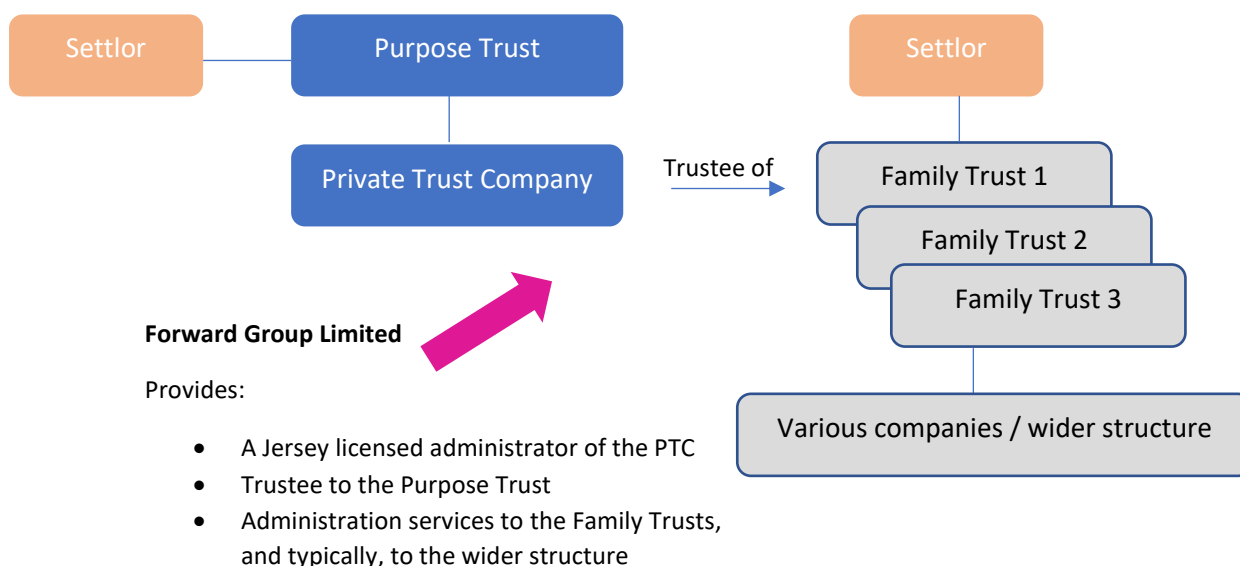 Settlor
Purpose Trust
Settlor
Private Trust Company
Trustee of
Family Trust 1
Family Trust 2
Family Trust 3
Various companies / wider structure
Forward Group Limited
Provides:
• A Jersey licensed administrator of the PTC
• Trustee to the Purpose Trust
• Administration services to the Family Trusts,
and typically, to the wider structure